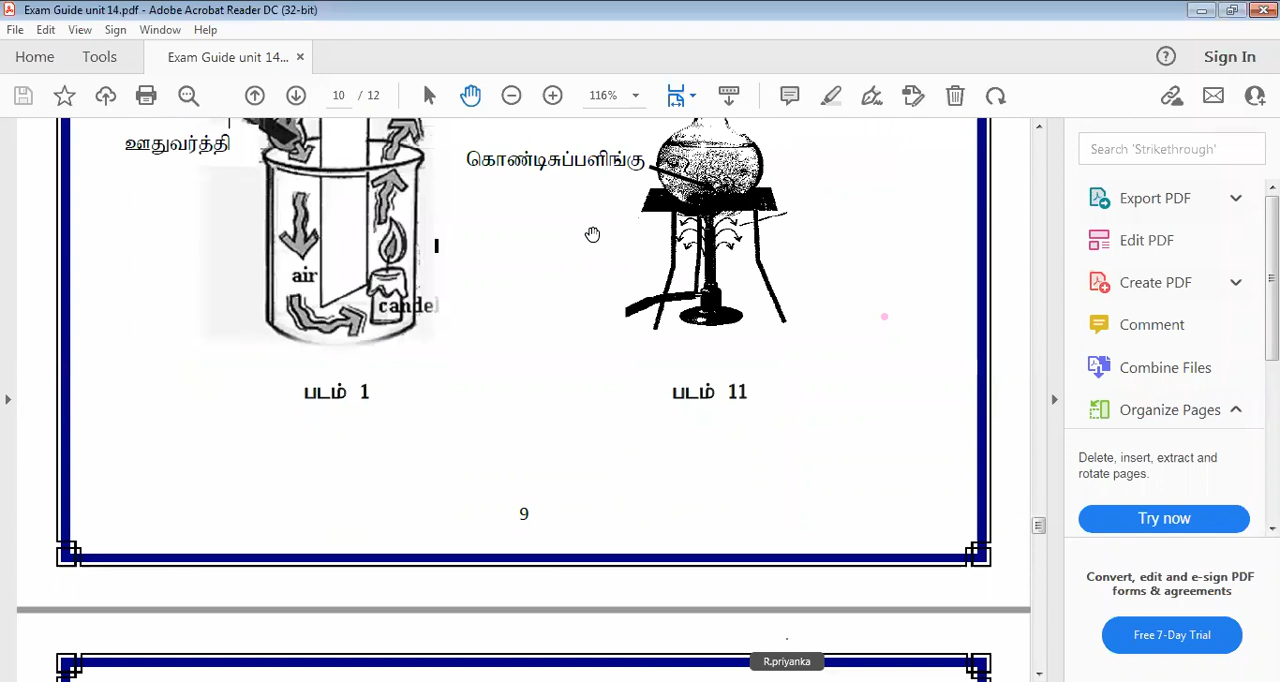 Exam Guide unit 14.pdf - Adobe Acrobat Reader DC (32-bit)
File Edit View Sign Window Help
Home Tools Exam Guide unit 14... × ? Sign In
10 / 12 116%
ஊதுவர்த்தி
கொண்டிசுப்பளிங்கு
air
candel
படம் 1
படம் 11
9
Search 'Strikethrough'
Export PDF
Edit PDF
Create PDF
Comment
Combine Files
Organize Pages
Delete, insert, extract and
rotate pages.
Try now
Convert, edit and e-sign PDF
forms & agreements
Free 7-Day Trial
R.priyanka